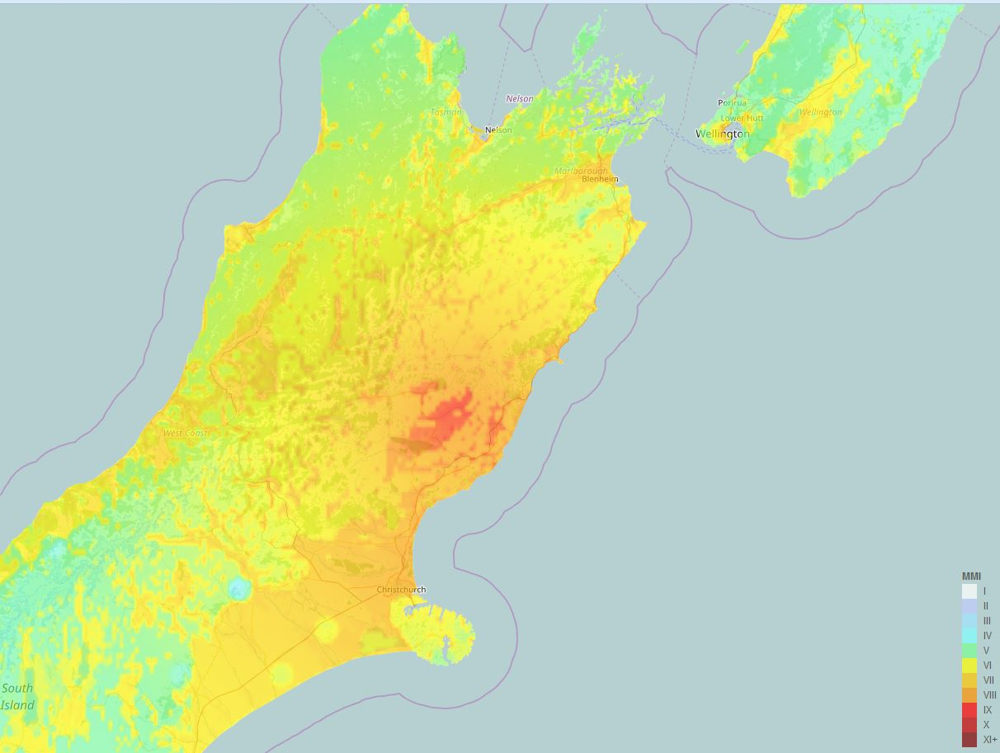 Nelson
Tasman
Nelson
Porirua
Lower Hutt
Wellington
Wellington
Marlborough
Blenheim
West Coast
Christchurch
South
Island
MMI
I
II
III
IV
V
VI
VII
VIII
IX
X
XI+